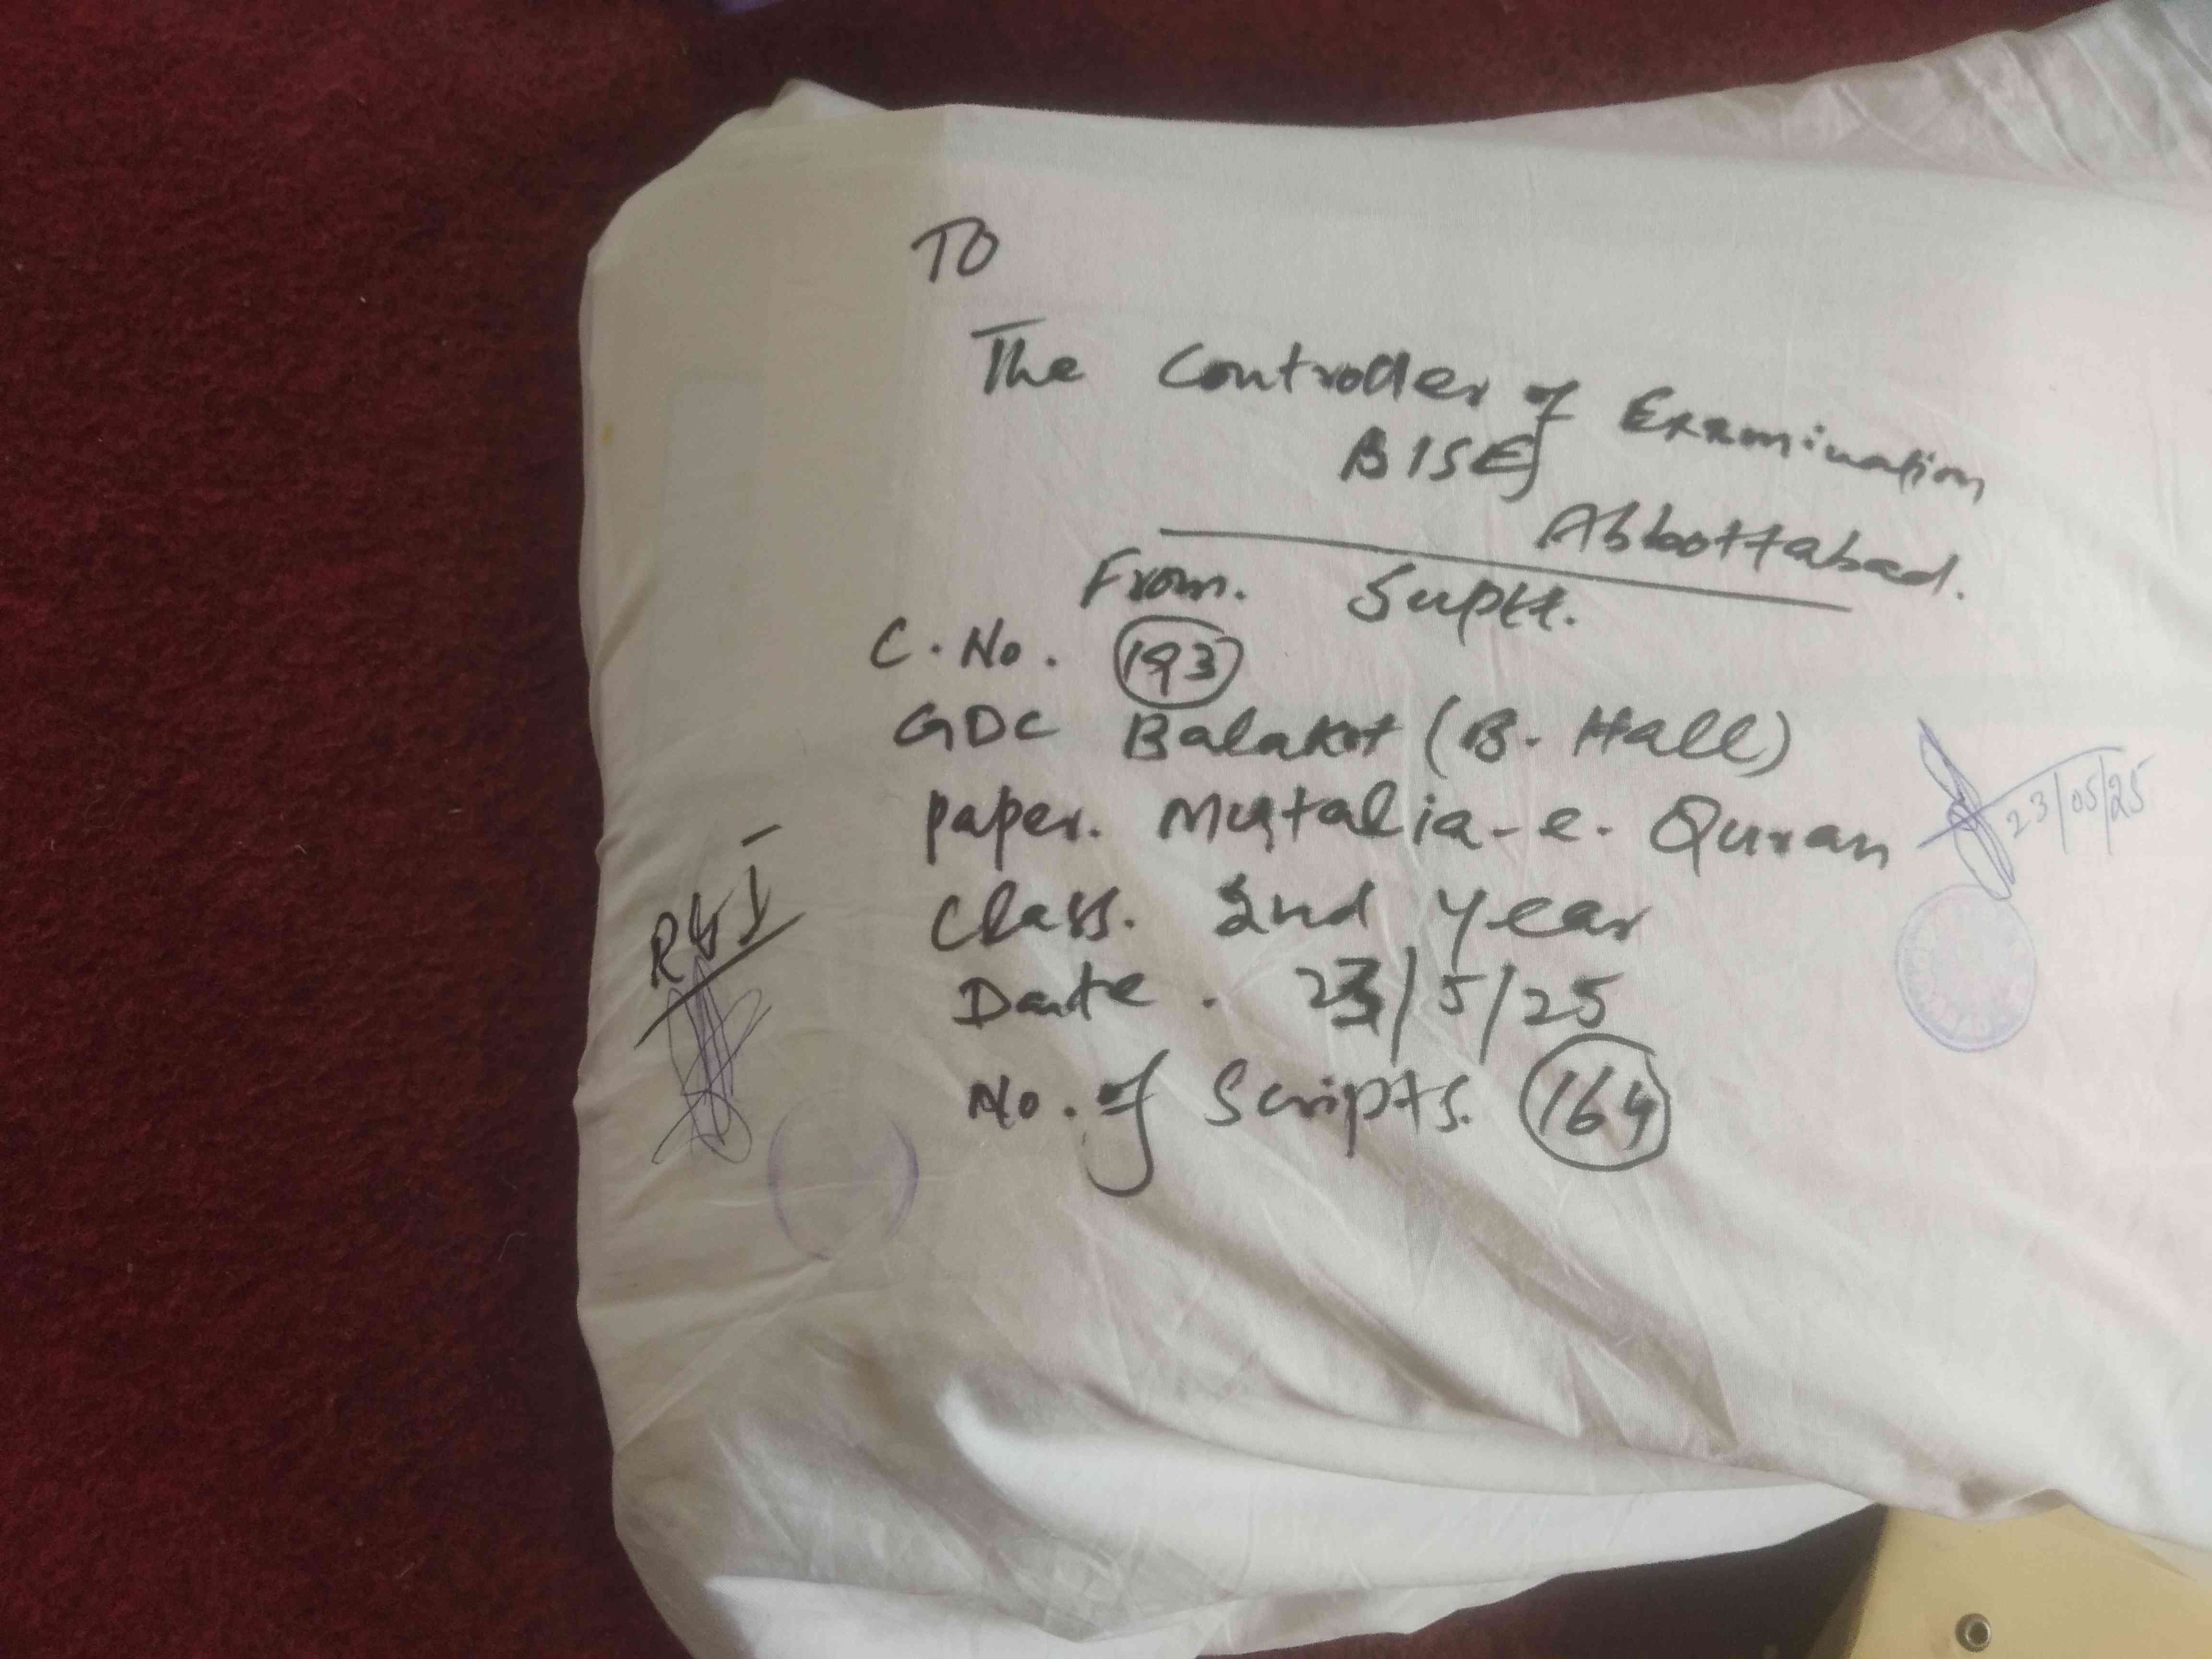 TO
The Controller of Examination
BISE
Abbottabad.
From. Suptt.
C. No. 193
GDC Balakot (B. Hall)
Paper. Mutalia-e. Quran
23/05/25
Class. 2nd year
Date. 23/5/25
No. of Scripts. 164